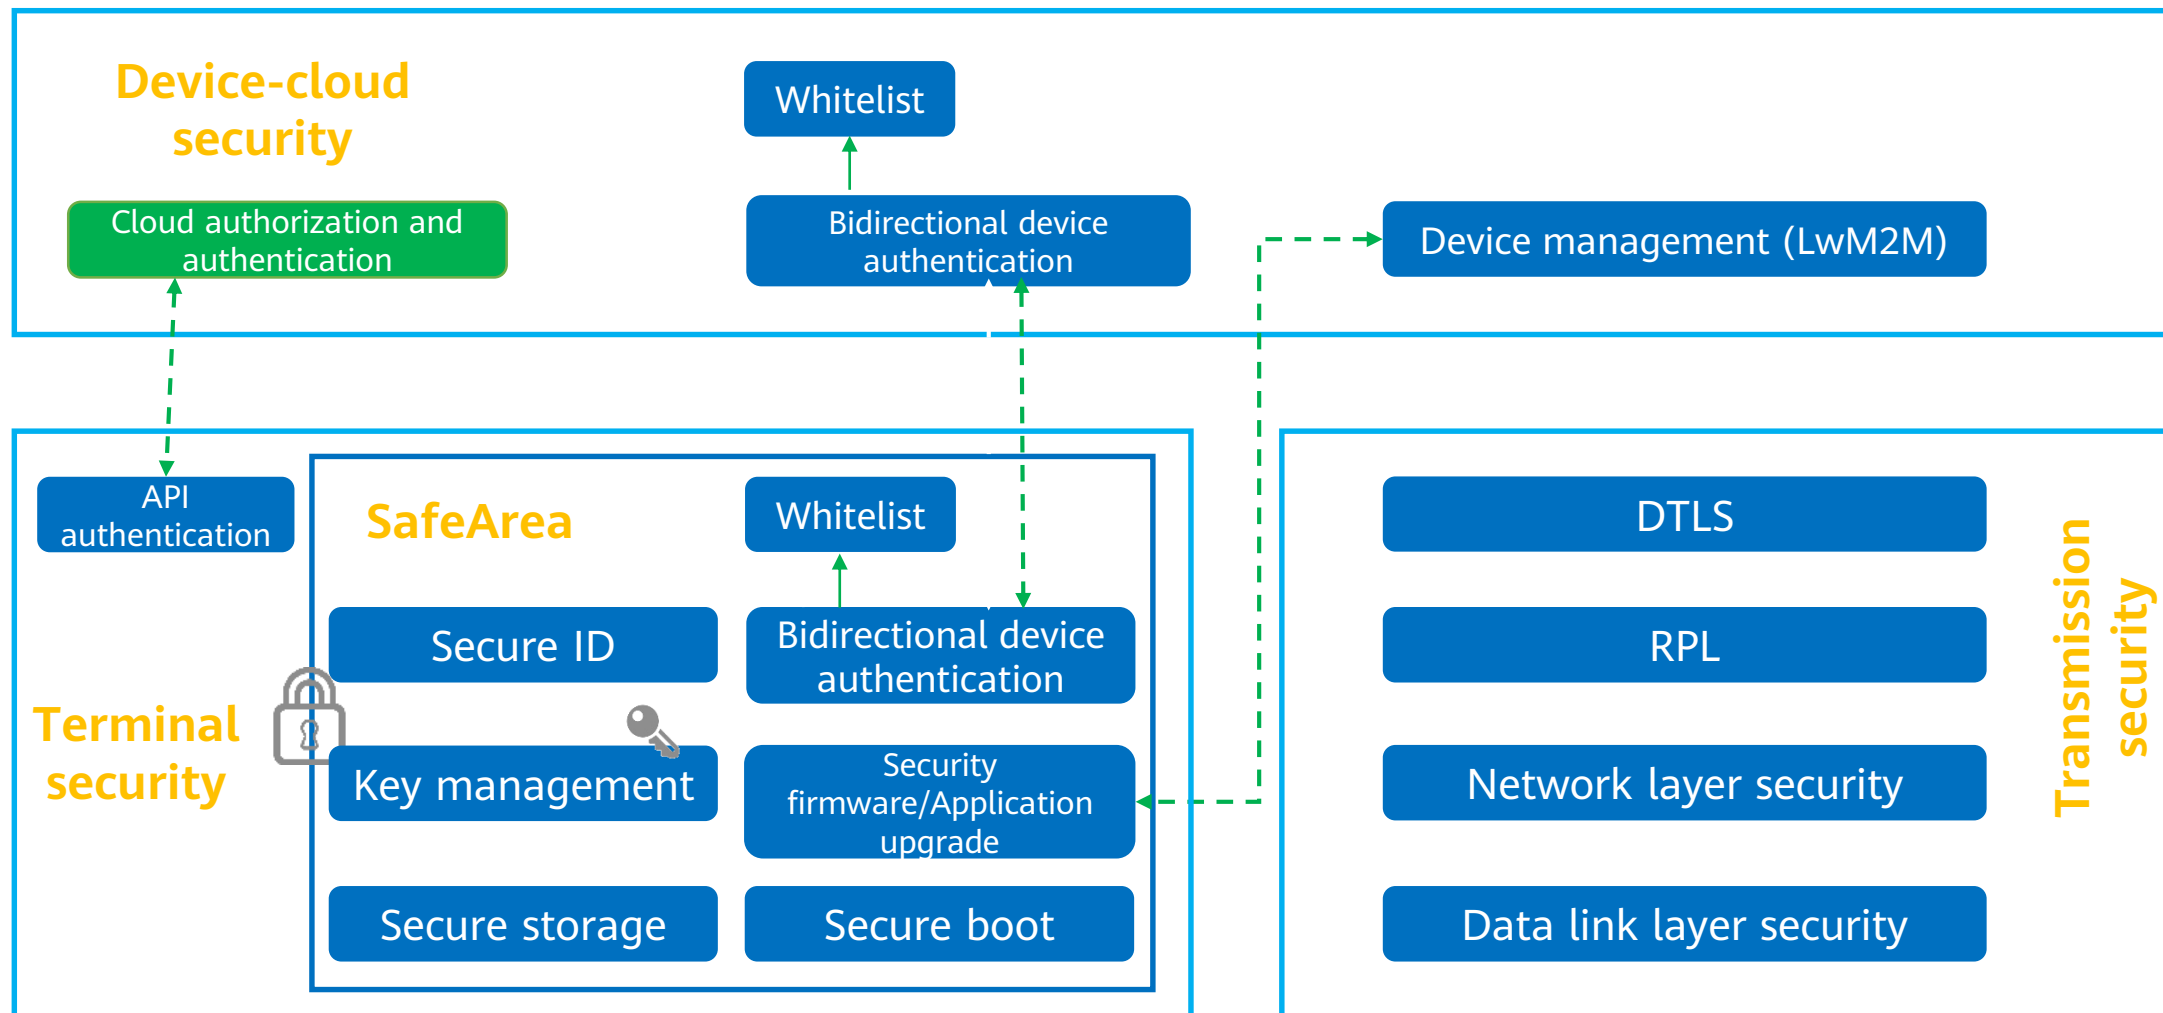 Device-cloud
security
Whitelist
Cloud authorization and
authentication
Bidirectional device
authentication
Device management (LwM2M)
API
authentication
SafeArea
Whitelist
Secure ID
Bidirectional device
authentication
Terminal
security
Key management
Security
firmware/Application
upgrade
Secure storage
Secure boot
DTLS
RPL
Network layer security
Data link layer security
Transmission
security